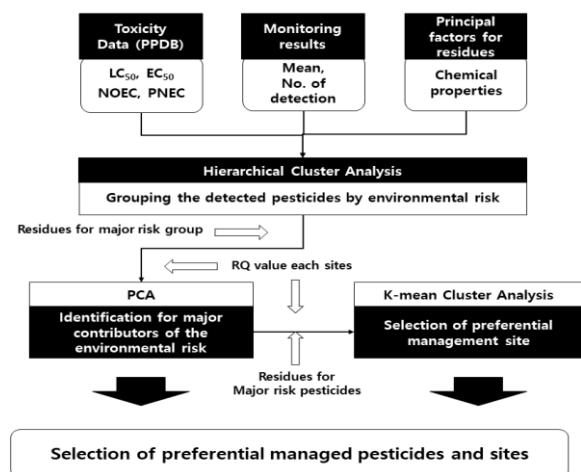 Toxicity
Data (PPDB)
LC50, EC50
NOEC, PNEC
Monitoring
results
Mean,
No. of
detection
Principal
factors for
residues
Chemical
properties
Hierarchical Cluster Analysis
Grouping the detected pesticides by environmental risk
Residues for major risk group
RQ value each sites
PCA
Identification for major
contributors of the
environmental risk
K-mean Cluster Analysis
Selection of preferential
management site
Residues for
Major risk pesticides
Selection of preferential managed pesticides and sites